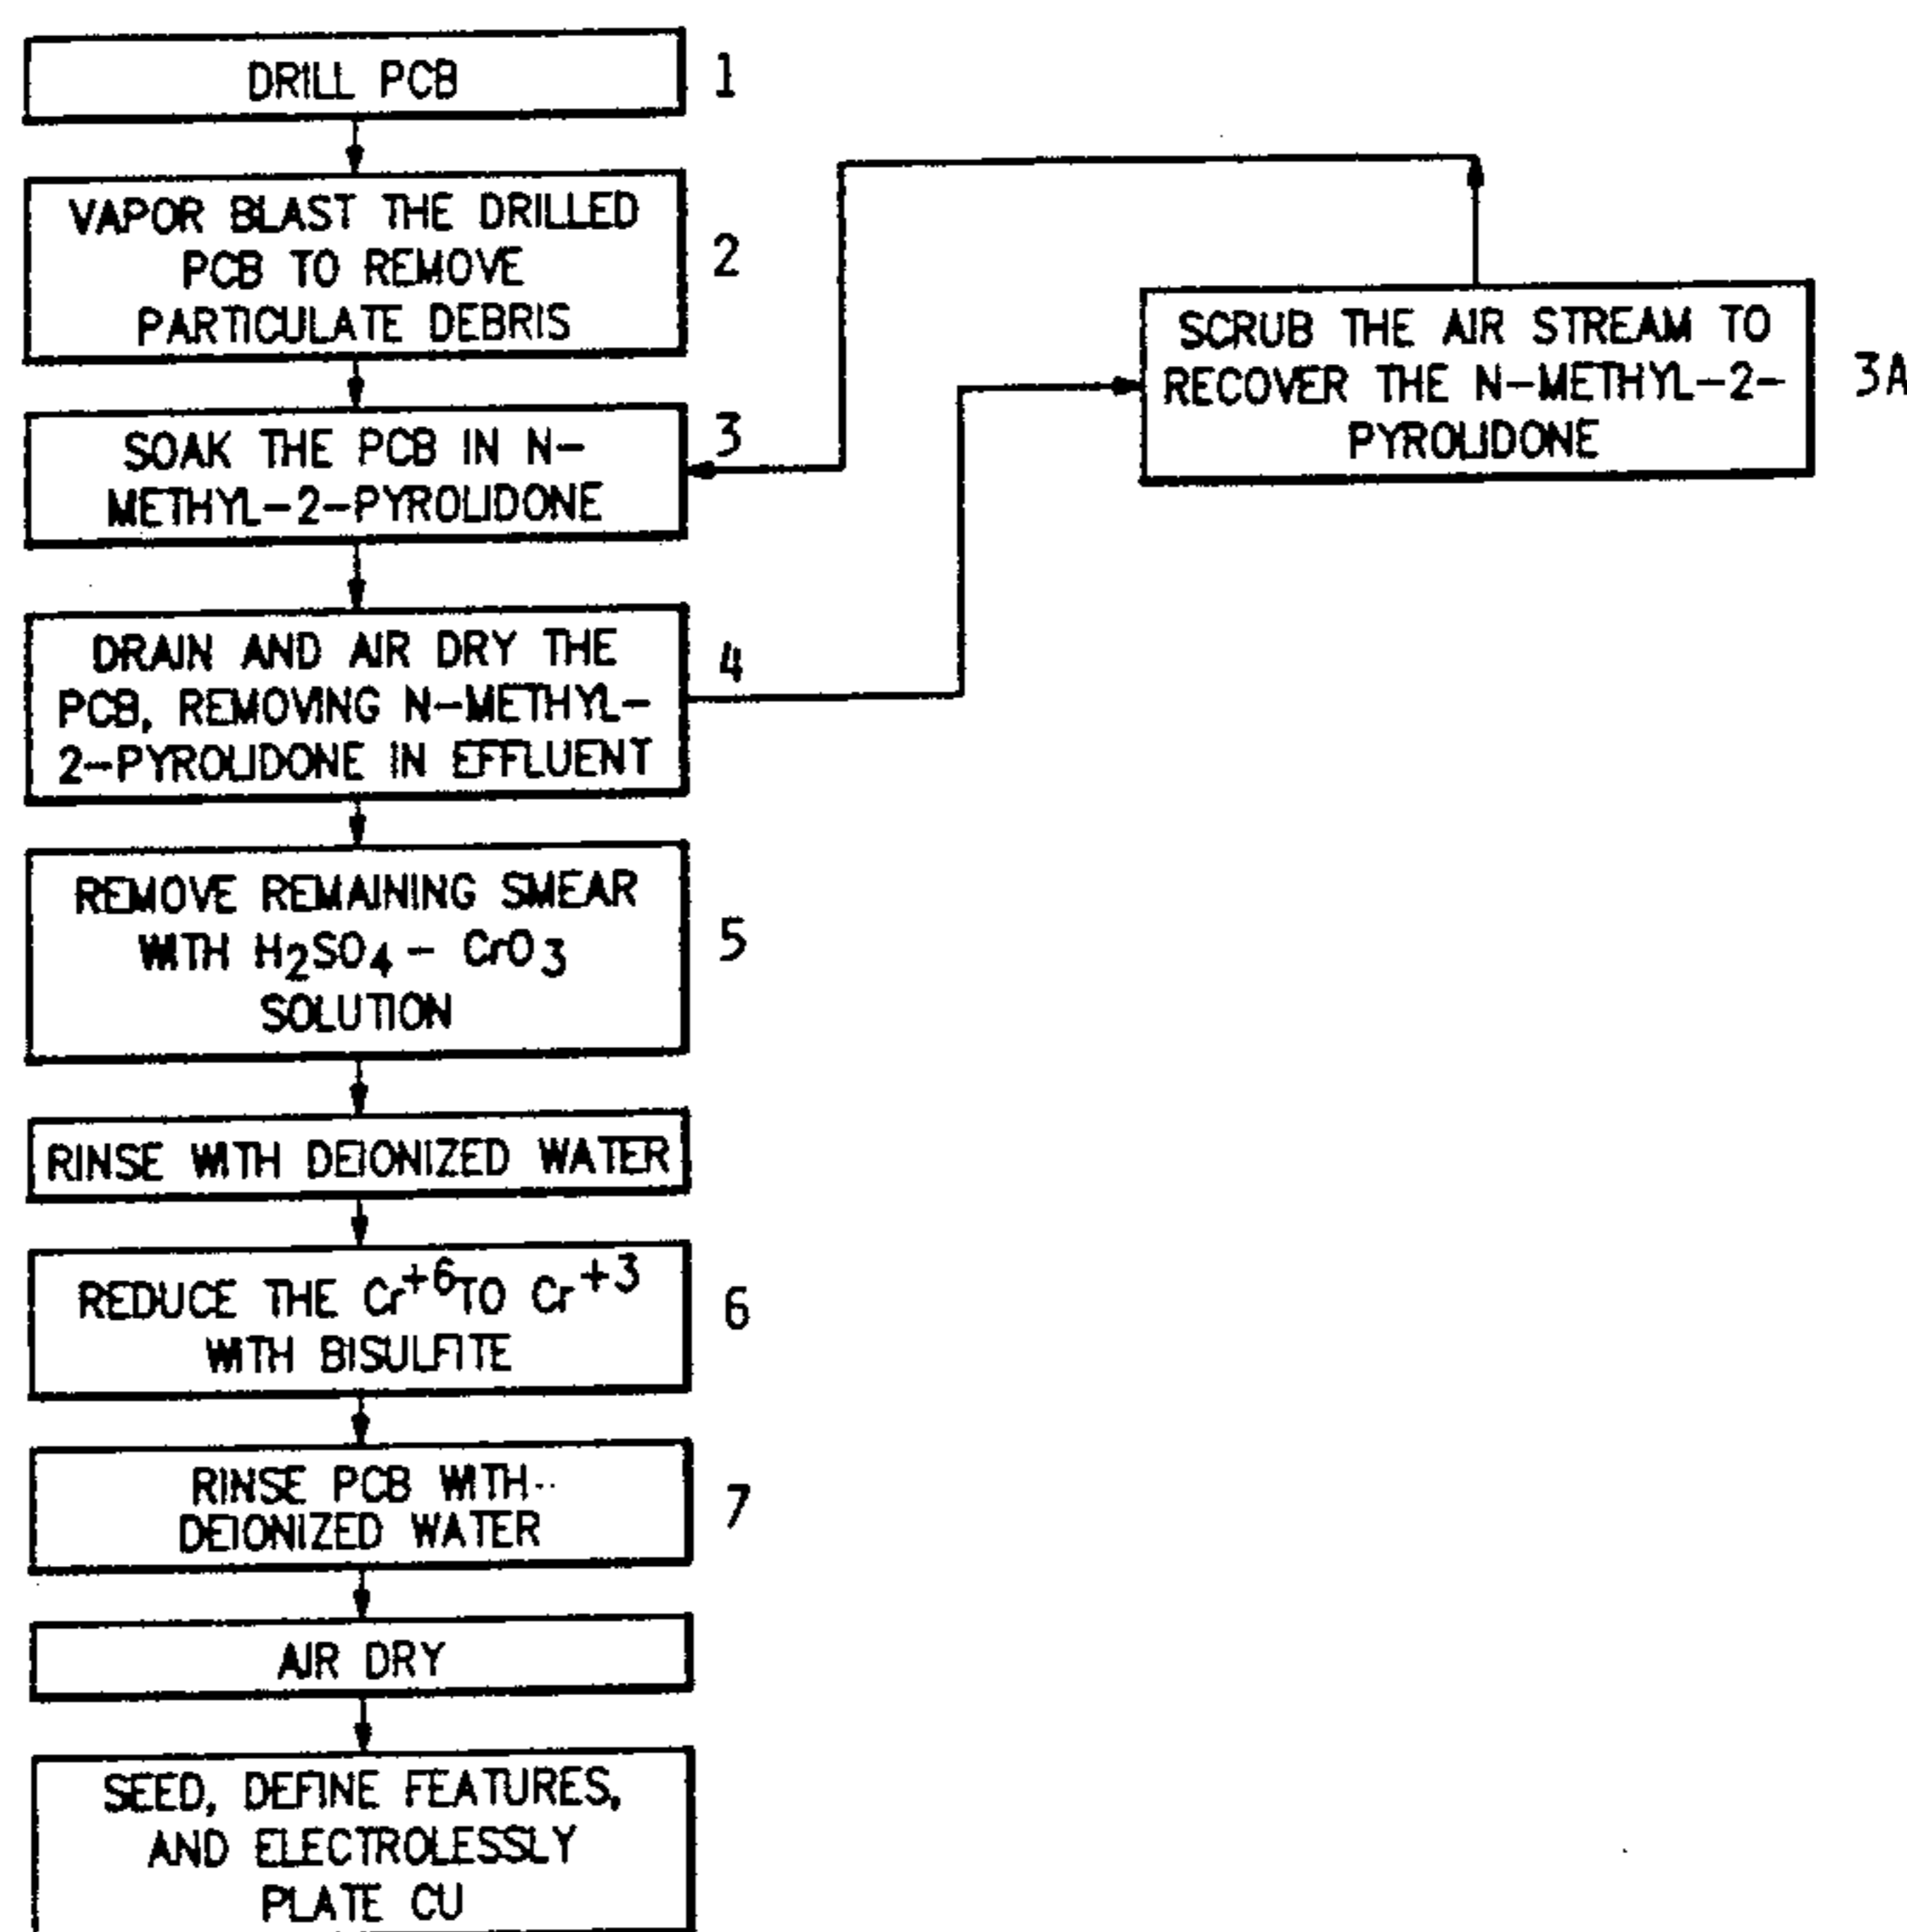 DRILL PCB
1
VAPOR BLAST THE DRILLED
PCB TO REMOVE
PARTICULATE DEBRIS
2
SOAK THE PCB IN N-
METHYL-2-PYROLIDONE
3
SCRUB THE AIR STREAM TO
RECOVER THE N-METHYL-2-
PYROLIDONE
3A
DRAIN AND AIR DRY THE
PCB, REMOVING N-METHYL-
2-PYROLIDONE IN EFFLUENT
4
REMOVE REMAINING SMEAR
WITH H₂SO₄ - CrO₃
SOLUTION
5
RINSE WITH DEIONIZED WATER
REDUCE THE Cr⁺⁶ TO Cr⁺³
WITH BISULFITE
6
RINSE PCB WITH
DEIONIZED WATER
7
AIR DRY
SEED, DEFINE FEATURES,
AND ELECTROLESSLY
PLATE CU